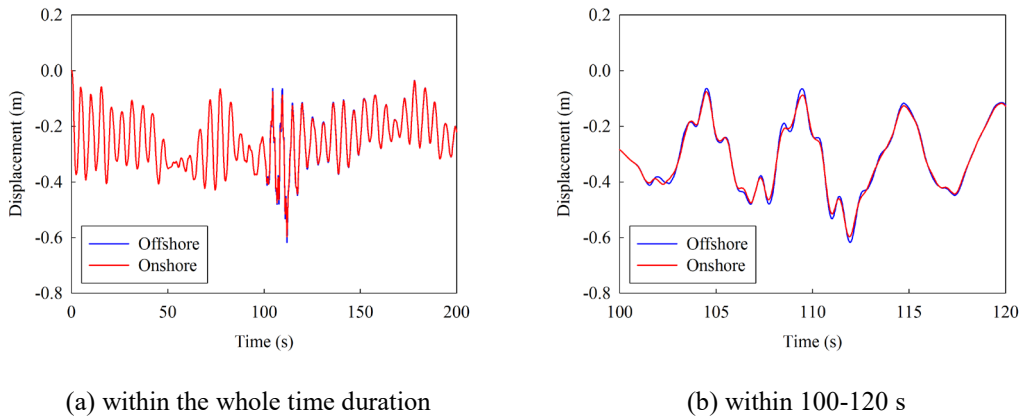 0.2
0.0
-0.2
-0.4
-0.6
-0.8
Displacement (m)
Offshore
Onshore
0 50 100 150 200
Time (s)
(a) within the whole time duration
0.2
0.0
-0.2
-0.4
-0.6
-0.8
Displacement (m)
Offshore
Onshore
100 105 110 115 120
Time (s)
(b) within 100-120 s